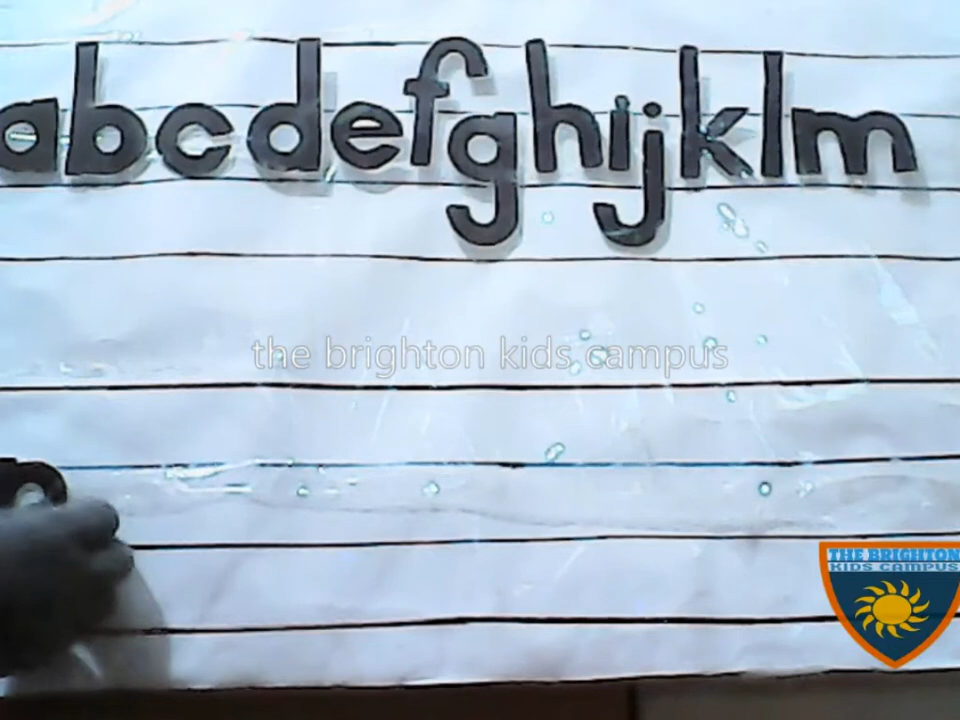 abcdefghijklm
the brighton kids campus
THE BRIGHTON
KIDS CAMPUS